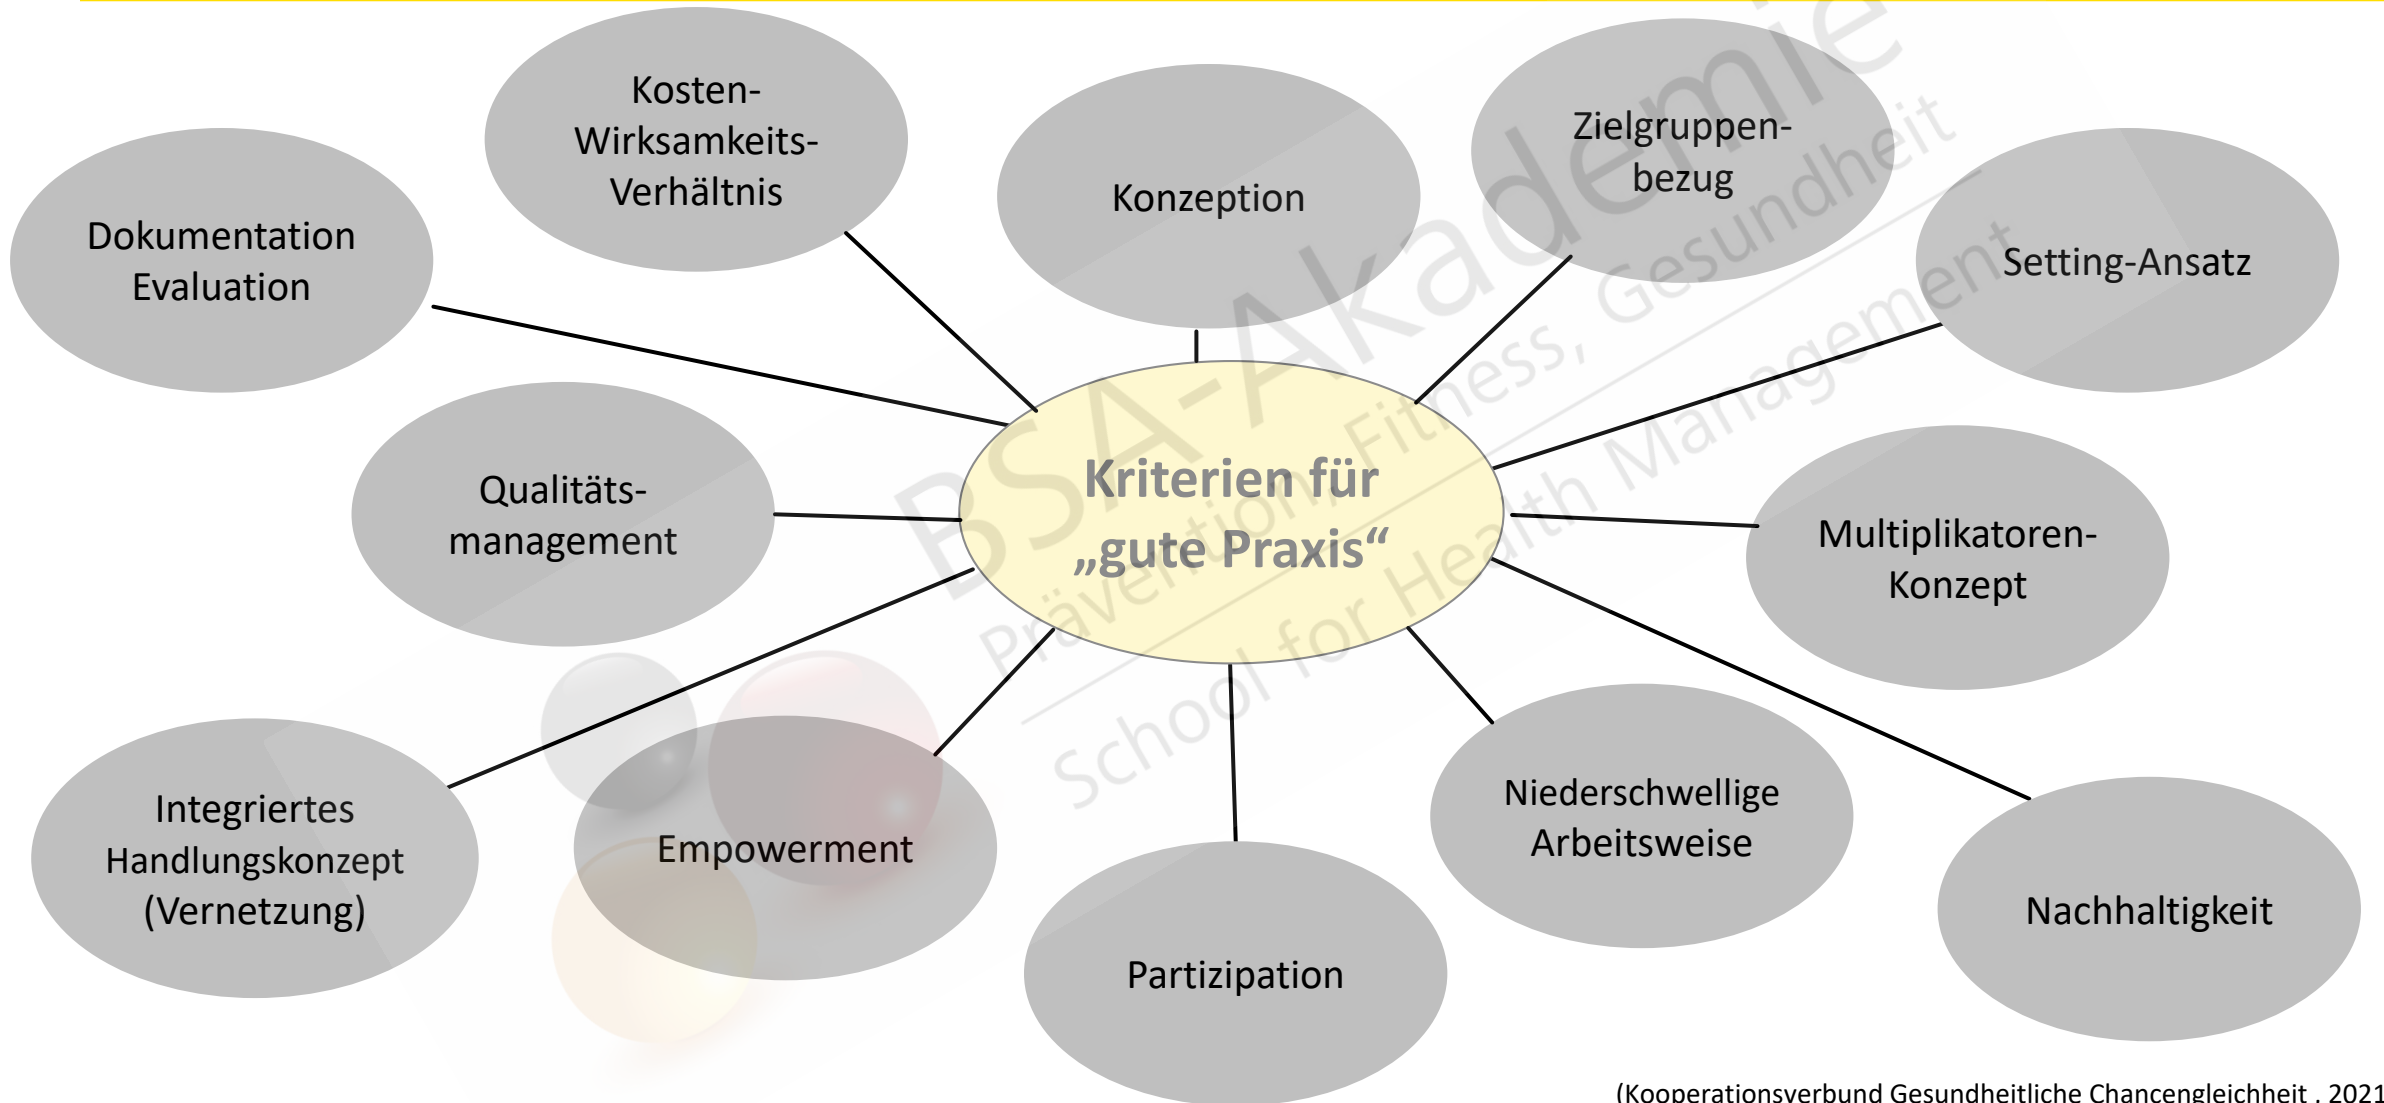 Kosten-
Wirksamkeits-
Verhältnis
Konzeption
Zielgruppen-
bezug
Dokumentation
Evaluation
Setting-Ansatz
Kriterien für
„gute Praxis“
Qualitäts-
management
Multiplikatoren-
Konzept
Integriertes
Handlungskonzept
(Vernetzung)
Empowerment
Partizipation
Niederschwellige
Arbeitsweise
Nachhaltigkeit
BSA-Akademie
Prävention, Fitness, Gesundheit
School for Health Management
(Kooperationsverbund Gesundheitliche Chancengleichheit , 2021